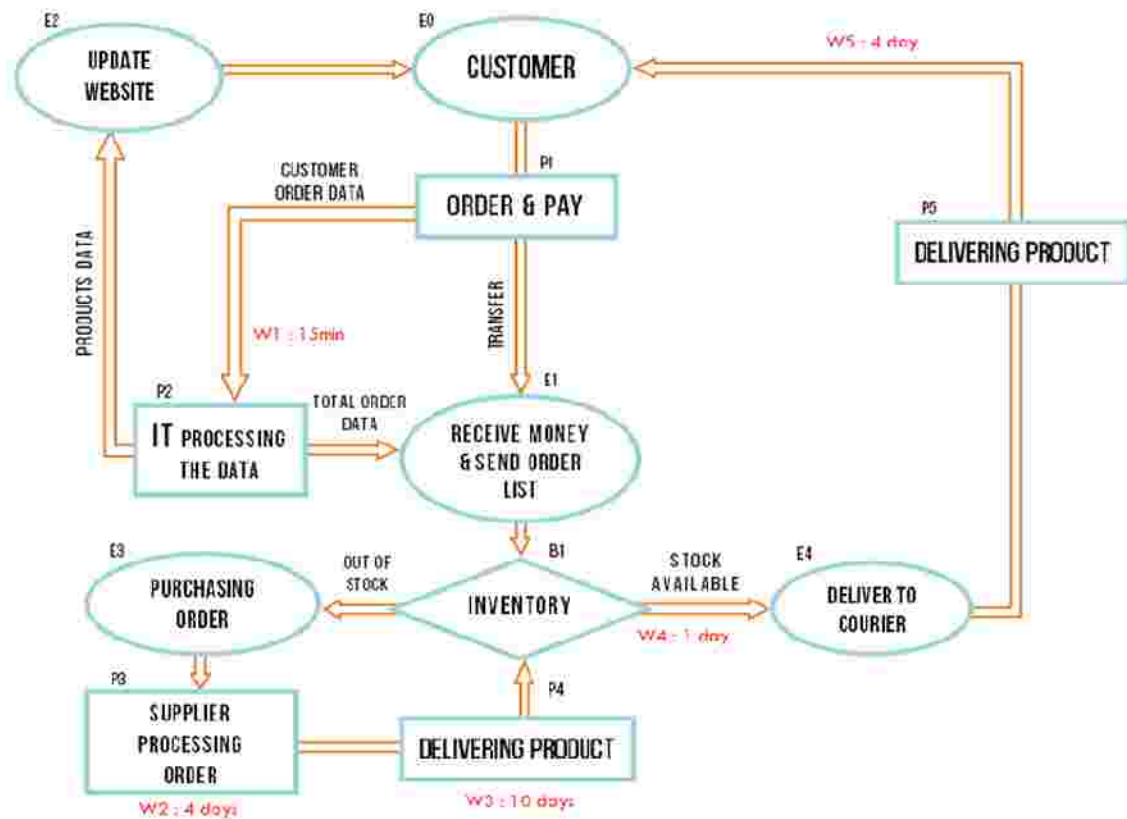 E2
UPDATE
WEBSITE
E0
CUSTOMER
W5 : 4 day
CUSTOMER
ORDER DATA
P1
ORDER & PAY
P5
DELIVERING PRODUCT
PRODUCTS DATA
W1 : 15min
TRANSFER
P2
IT PROCESSING
THE DATA
TOTAL ORDER
DATA
E1
RECEIVE MONEY
& SEND ORDER
LIST
E3
PURCHASING
ORDER
OUT OF
STOCK
B1
INVENTORY
STOCK
AVAILABLE
W4 : 1 day
E4
DELIVER TO
COURIER
P3
SUPPLIER
PROCESSING
ORDER
W2 : 4 days
P4
DELIVERING PRODUCT
W3 : 10 days